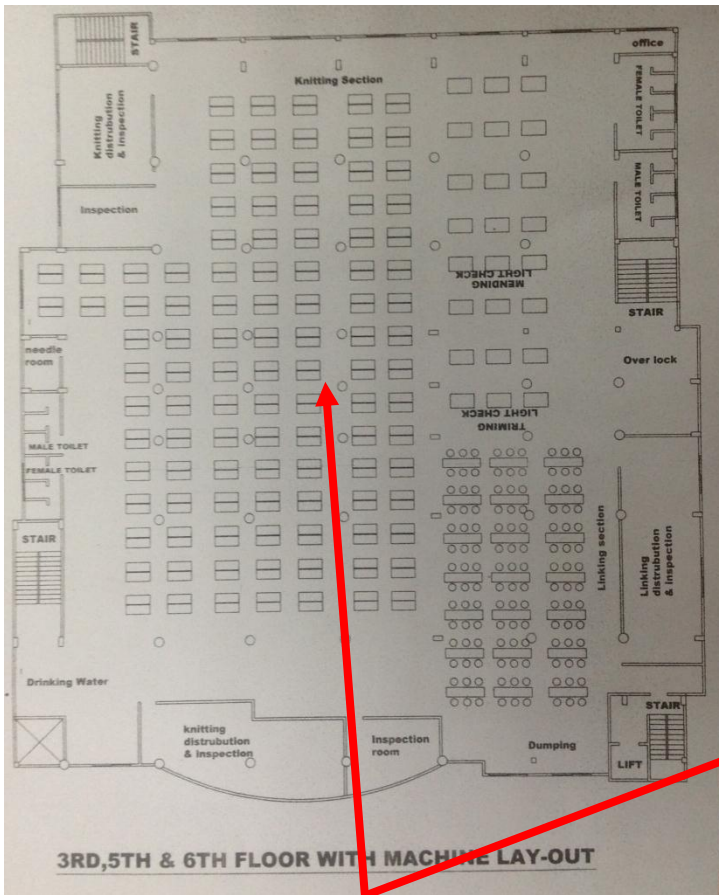 STAIR
office
Knitting Section
FEMALE TOILET
Knitting
distrubution
& inspection
MALE TOILET
Inspection
MENDING
LIGHT CHECK
STAIR
needle
room
Over lock
TRIMING
LIGHT CHECK
MALE TOILET
FEMALE TOILET
Linking section
Linking
distrubution
& inspection
STAIR
Drinking Water
knitting
distrubution
& inspection
Inspection
room
Dumping
STAIR
LIFT
3RD,5TH & 6TH FLOOR WITH MACHINE LAY-OUT